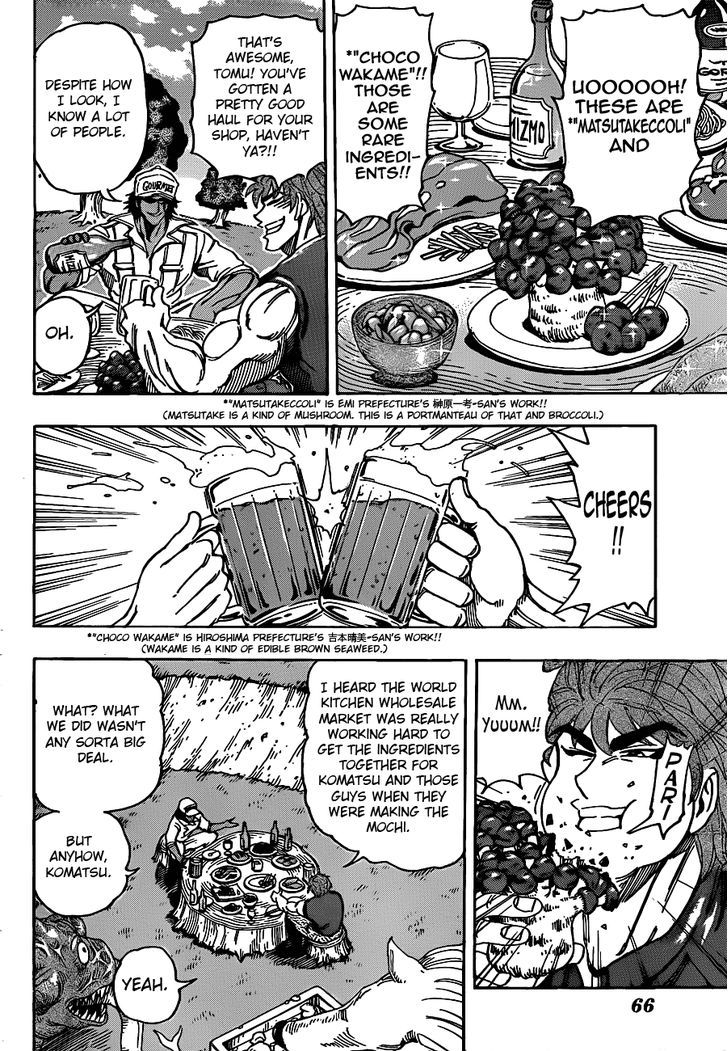 UOOOOOH!
THESE ARE
*"MATSUTAKECCOLI"
AND
*"CHOCO
WAKAME"!!
THOSE
ARE
SOME
RARE
INGREDI-
ENTS!!
MIZMO
GOURMET
THAT'S
AWESOME,
TOMU! YOU'VE
GOTTEN A
PRETTY GOOD
HAUL FOR YOUR
SHOP, HAVEN'T
YA?!!
DESPITE HOW
I LOOK, I
KNOW A LOT
OF PEOPLE.
OH.
*"MATSUTAKECCOLI" IS EMI PREFECTURE'S 榊原一考-SAN'S WORK!!
(MATSUTAKE IS A KIND OF MUSHROOM. THIS IS A PORTMANTEAU OF THAT AND BROCCOLI.)
CHEERS
!!
*"CHOCO WAKAME" IS HIROSHIMA PREFECTURE'S 吉本晴美-SAN'S WORK!!
(WAKAME IS A KIND OF EDIBLE BROWN SEAWEED.)
MM.
YUUUM!!
PARI
I HEARD THE WORLD
KITCHEN WHOLESALE
MARKET WAS REALLY
WORKING HARD TO
GET THE INGREDIENTS
TOGETHER FOR
KOMATSU AND THOSE
GUYS WHEN THEY
WERE MAKING THE
MOCHI.
WHAT? WHAT
WE DID WASN'T
ANY SORTA BIG
DEAL.
BUT
ANYHOW,
KOMATSU.
YEAH.
66